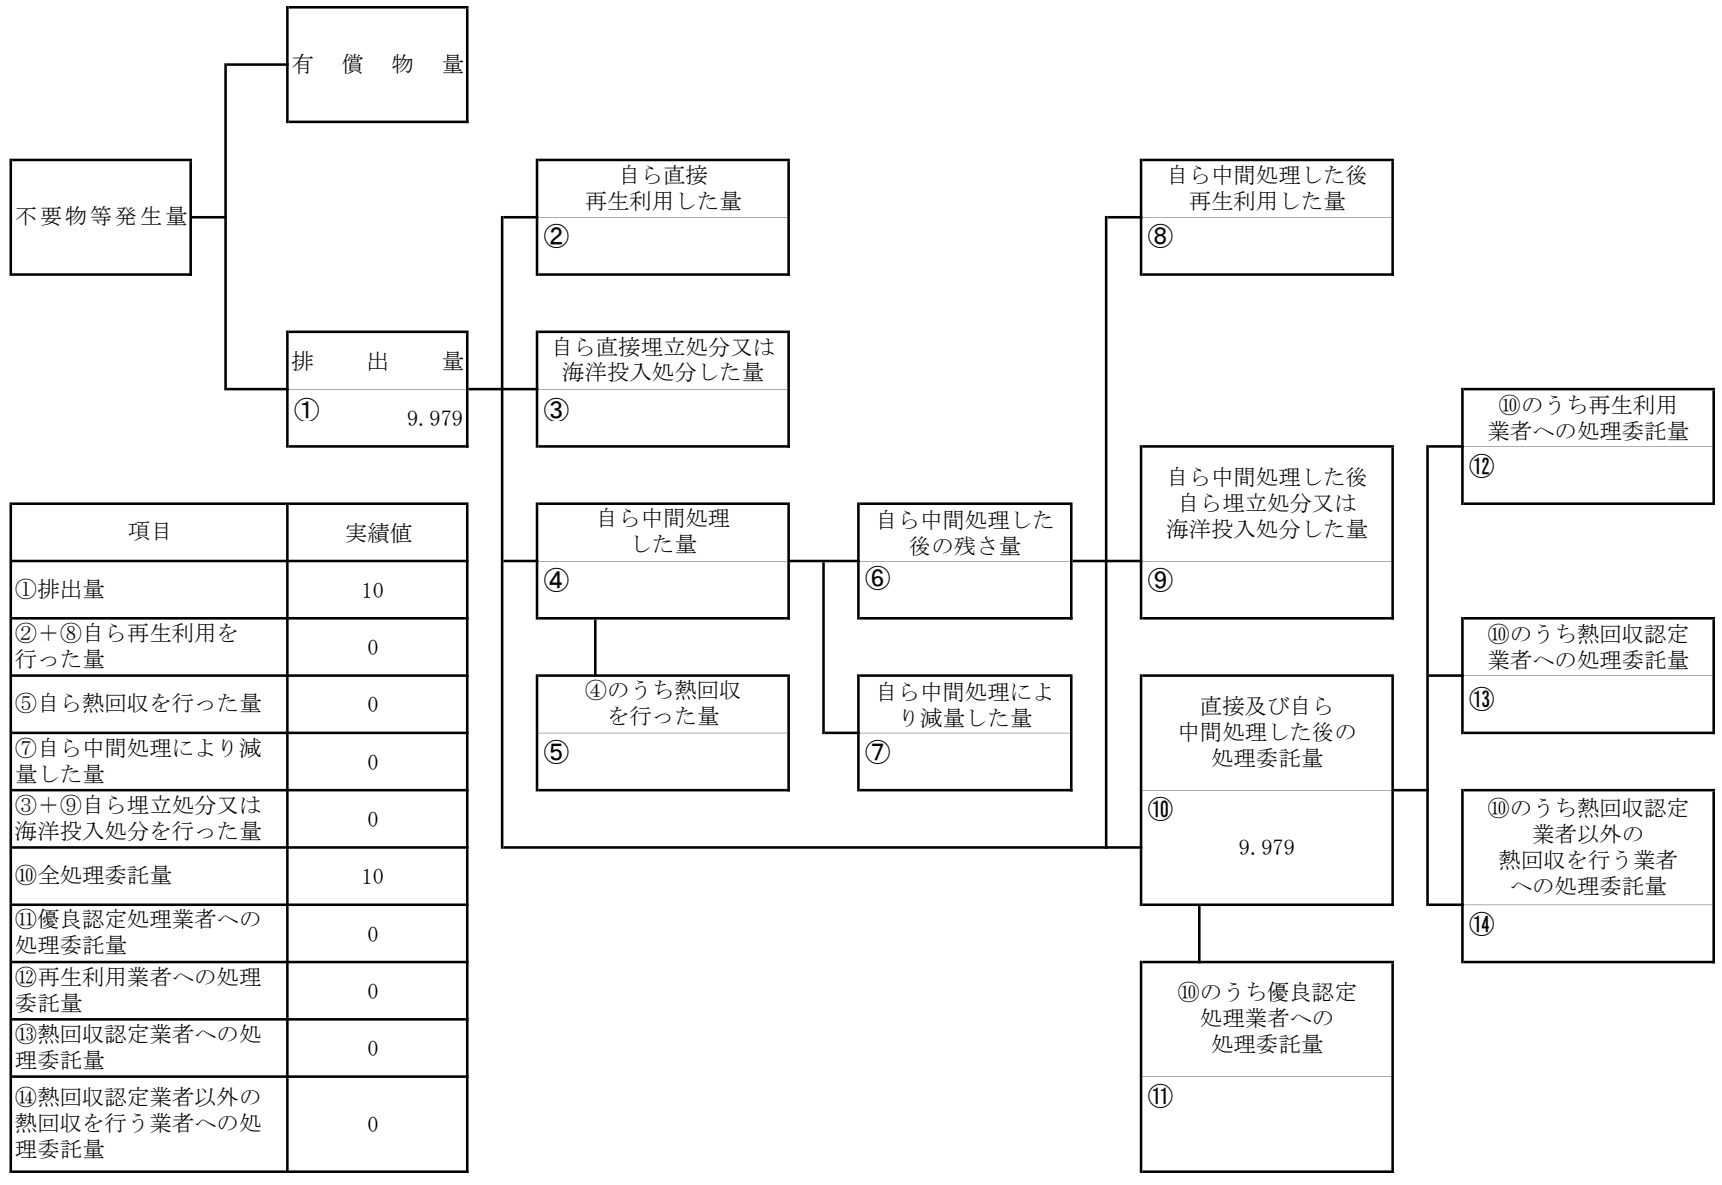 有償物量
不要物等発生量
排出量
①
9.979
自ら直接
再生利用した量
②
自ら直接埋立処分又は
海洋投入処分した量
③
自ら中間処理
した量
④
④のうち熱回収
を行った量
⑤
自ら中間処理した
後の残さ量
⑥
自ら中間処理によ
り減量した量
⑦
自ら中間処理した後
再生利用した量
⑧
自ら中間処理した後
自ら埋立処分又は
海洋投入処分した量
⑨
直接及び自ら
中間処理した後の
処理委託量
⑩
9.979
⑩のうち優良認定
処理業者への
処理委託量
⑪
⑩のうち再生利用
業者への処理委託量
⑫
⑩のうち熱回収認定
業者への処理委託量
⑬
⑩のうち熱回収認定
業者以外の
熱回収を行う業者
への処理委託量
⑭
項目 実績値
①排出量 10
②＋⑧自ら再生利用を
行った量 0
⑤自ら熱回収を行った量 0
⑦自ら中間処理により減
量した量 0
③＋⑨自ら埋立処分又は
海洋投入処分を行った量 0
⑩全処理委託量 10
⑪優良認定処理業者への
処理委託量 0
⑫再生利用業者への処理
委託量 0
⑬熱回収認定業者への処
理委託量 0
⑭熱回収認定業者以外の
熱回収を行う業者への処
理委託量 0